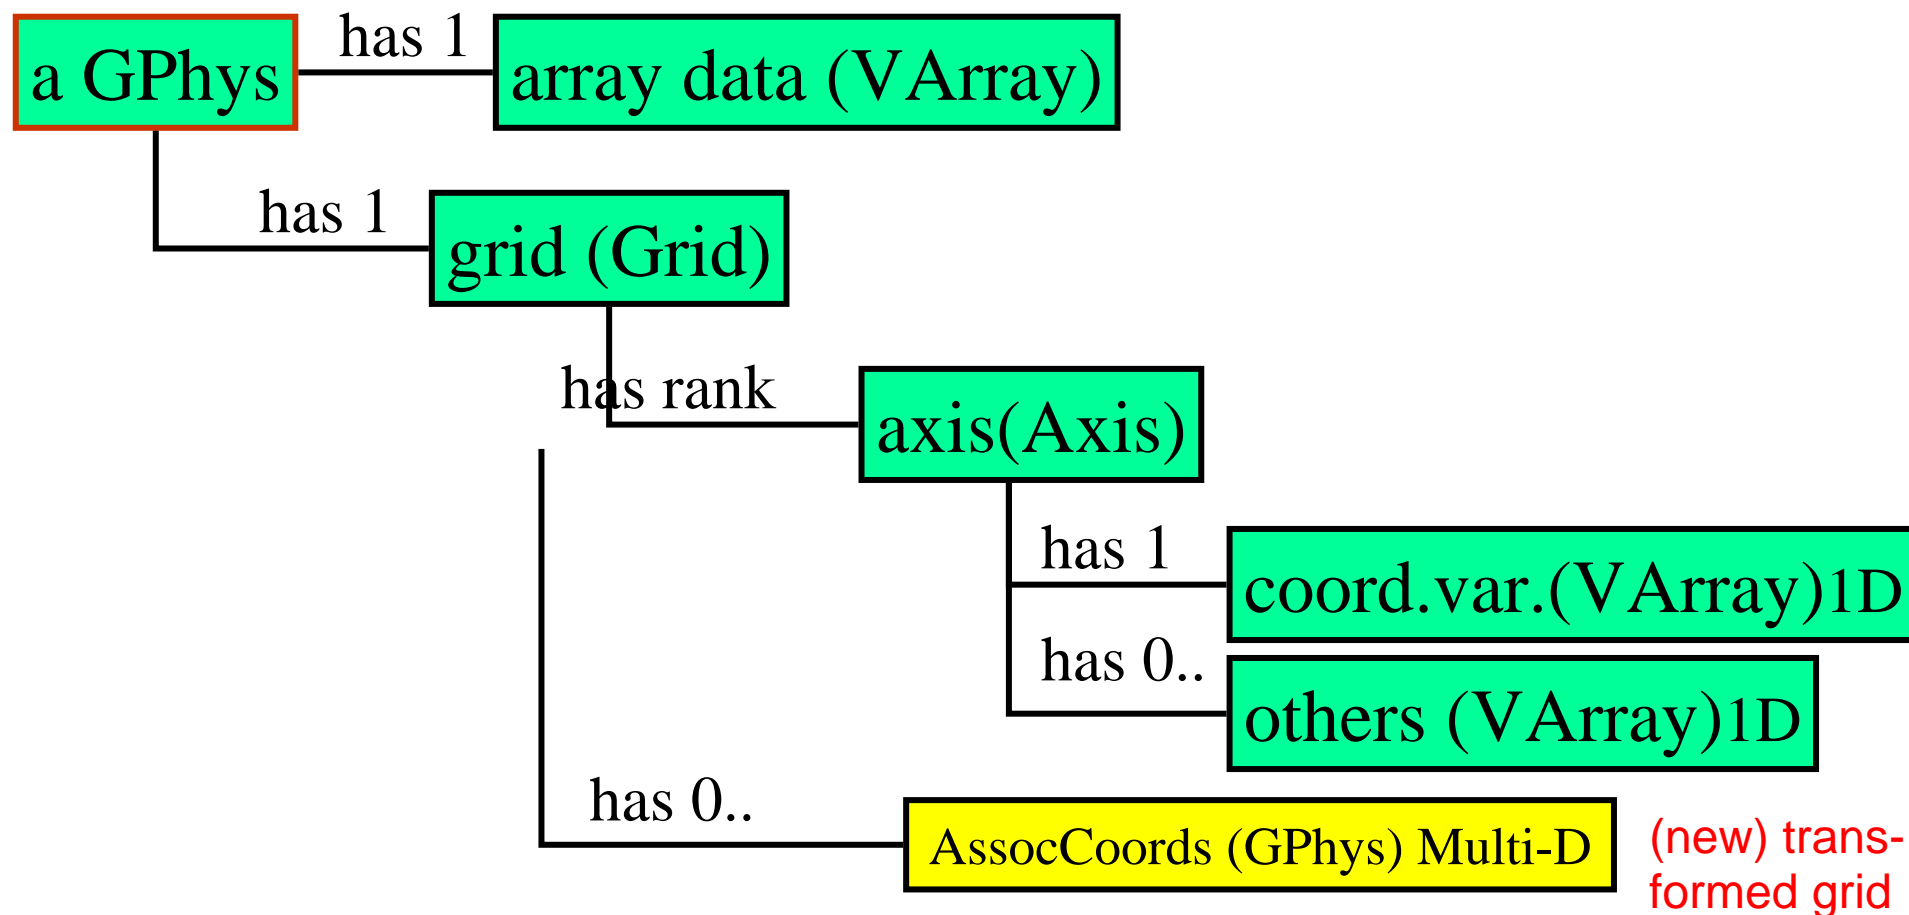 a GPhys
has 1
array data (VArray)
has 1
grid (Grid)
has rank
axis(Axis)
has 1
coord.var.(VArray)1D
has 0..
others (VArray)1D
has 0..
AssocCoords (GPhys) Multi-D
(new) trans-
formed grid